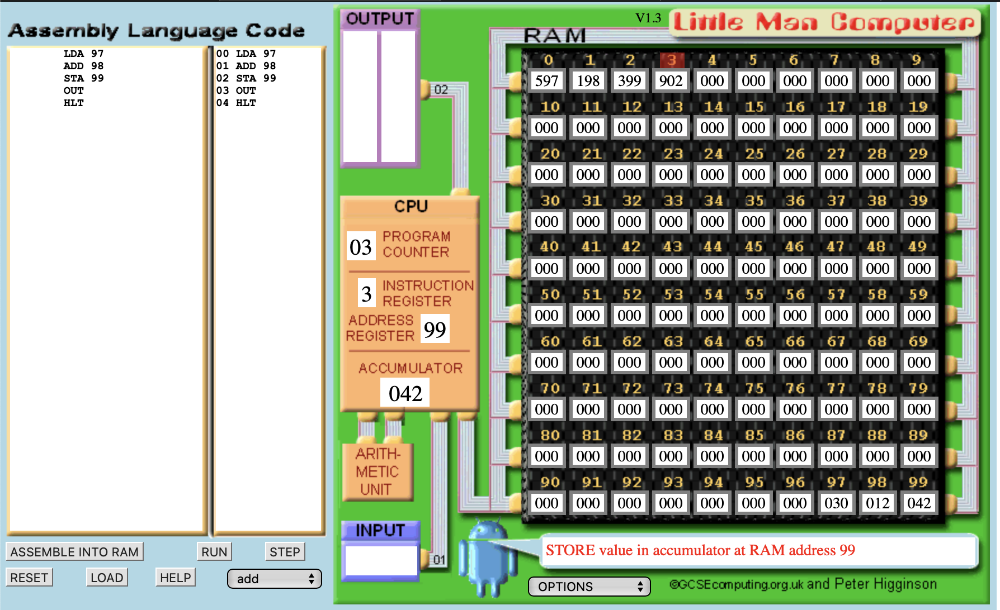 Assembly Language Code
LDA 97
ADD 98
STA 99
OUT
HLT
00 LDA 97
01 ADD 98
02 STA 99
03 OUT
04 HLT
ASSEMBLE INTO RAM
RUN
STEP
RESET
LOAD
HELP
add
OUTPUT
02
CPU
03 PROGRAM
COUNTER
3 INSTRUCTION
REGISTER
ADDRESS
REGISTER 99
ACCUMULATOR
042
ARITH-
METIC
UNIT
INPUT
01
V1.3
Little Man Computer
RAM
0 1 2 3 4 5 6 7 8 9
597 198 399 902 000 000 000 000 000 000
10 11 12 13 14 15 16 17 18 19
000 000 000 000 000 000 000 000 000 000
20 21 22 23 24 25 26 27 28 29
000 000 000 000 000 000 000 000 000 000
30 31 32 33 34 35 36 37 38 39
000 000 000 000 000 000 000 000 000 000
40 41 42 43 44 45 46 47 48 49
000 000 000 000 000 000 000 000 000 000
50 51 52 53 54 55 56 57 58 59
000 000 000 000 000 000 000 000 000 000
60 61 62 63 64 65 66 67 68 69
000 000 000 000 000 000 000 000 000 000
70 71 72 73 74 75 76 77 78 79
000 000 000 000 000 000 000 000 000 000
80 81 82 83 84 85 86 87 88 89
000 000 000 000 000 000 000 000 000 000
90 91 92 93 94 95 96 97 98 99
000 000 000 000 000 000 000 030 012 042
STORE value in accumulator at RAM address 99
OPTIONS
©GCSEcomputing.org.uk and Peter Higginson